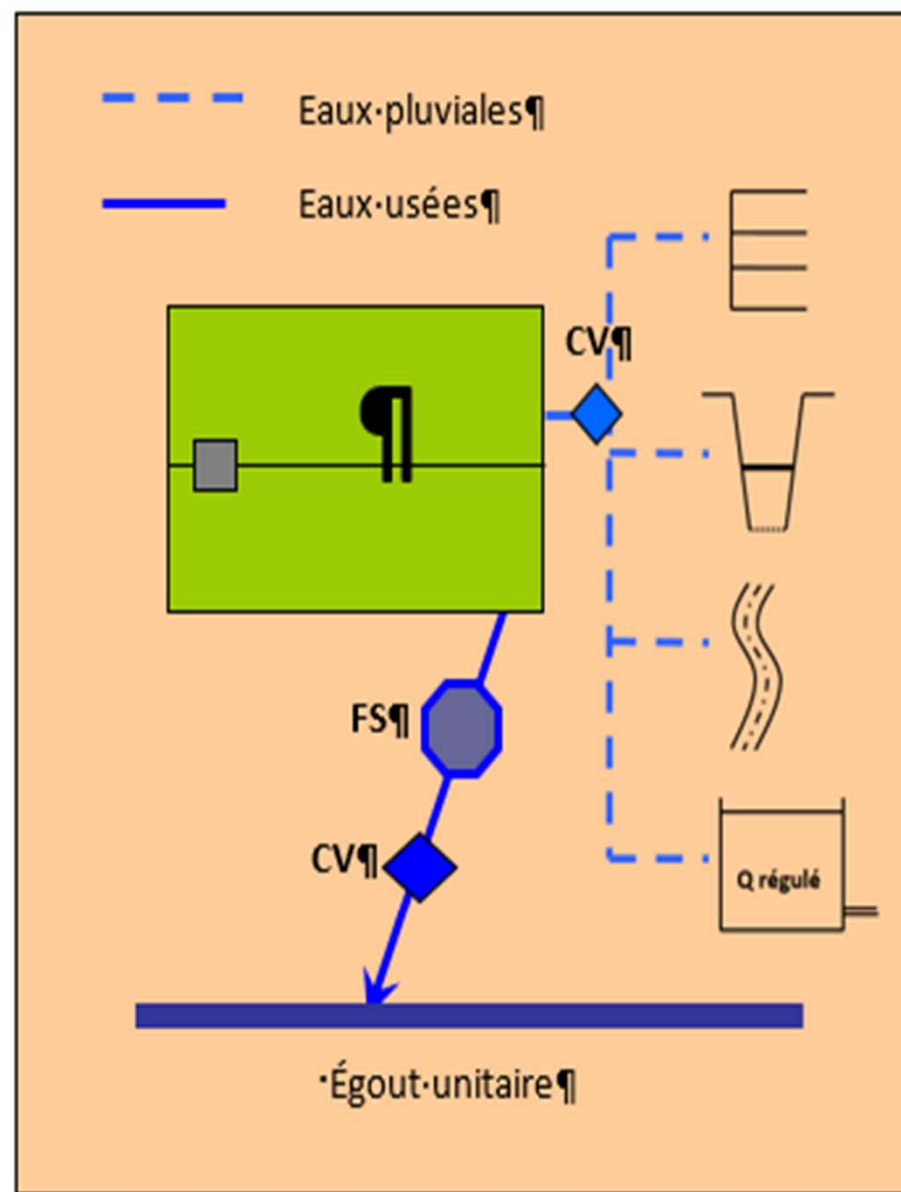 Eaux·pluviales¶
Eaux·usées¶
CV¶
¶
FS¶
CV¶
Q régulé
·Égout·unitaire¶